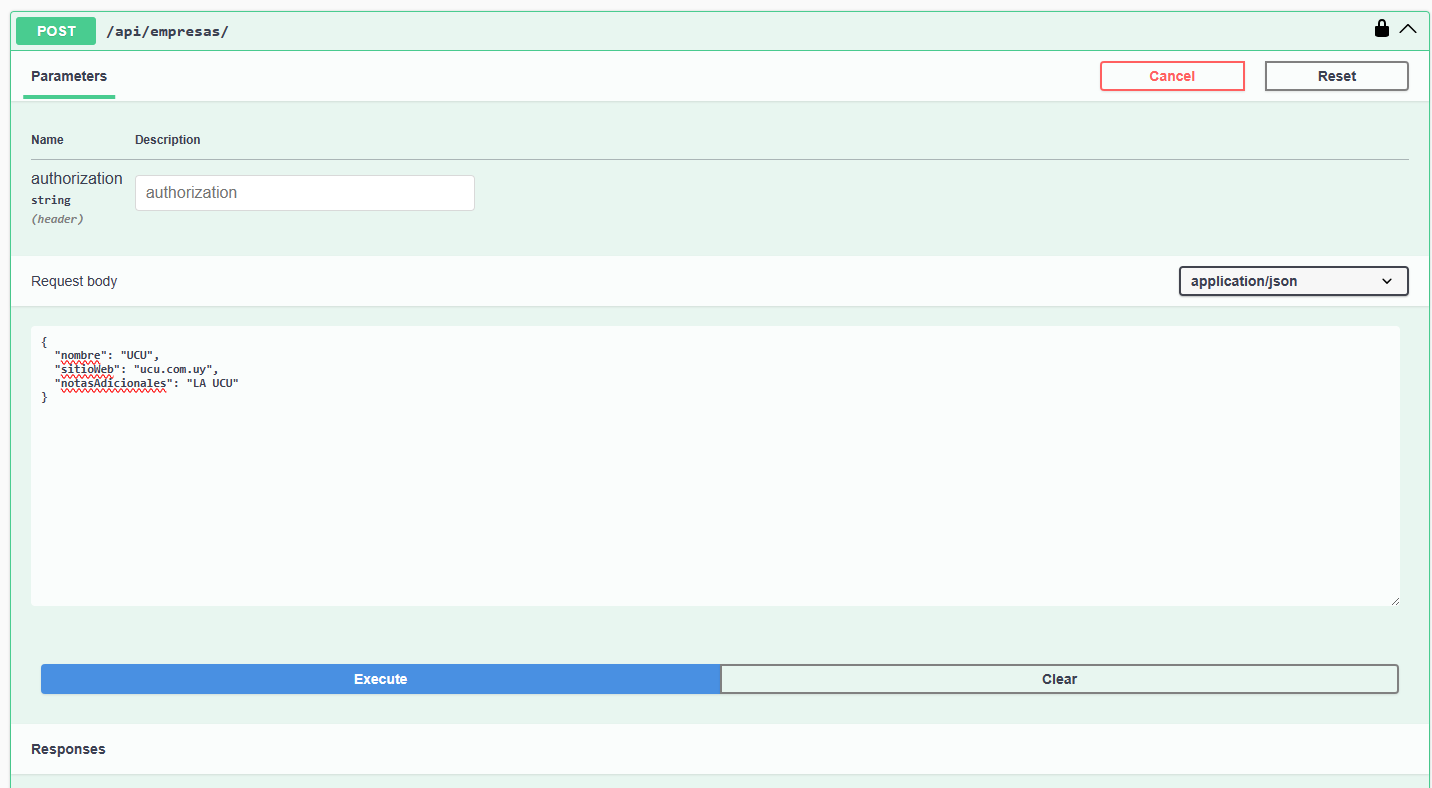 POST /api/empresas/
Parameters
Cancel
Reset
Name
Description
authorization
string
(header)
authorization
Request body
application/json
{
  "nombre": "UCU",
  "sitioWeb": "ucu.com.uy",
  "notasAdicionales": "LA UCU"
}
Execute
Clear
Responses